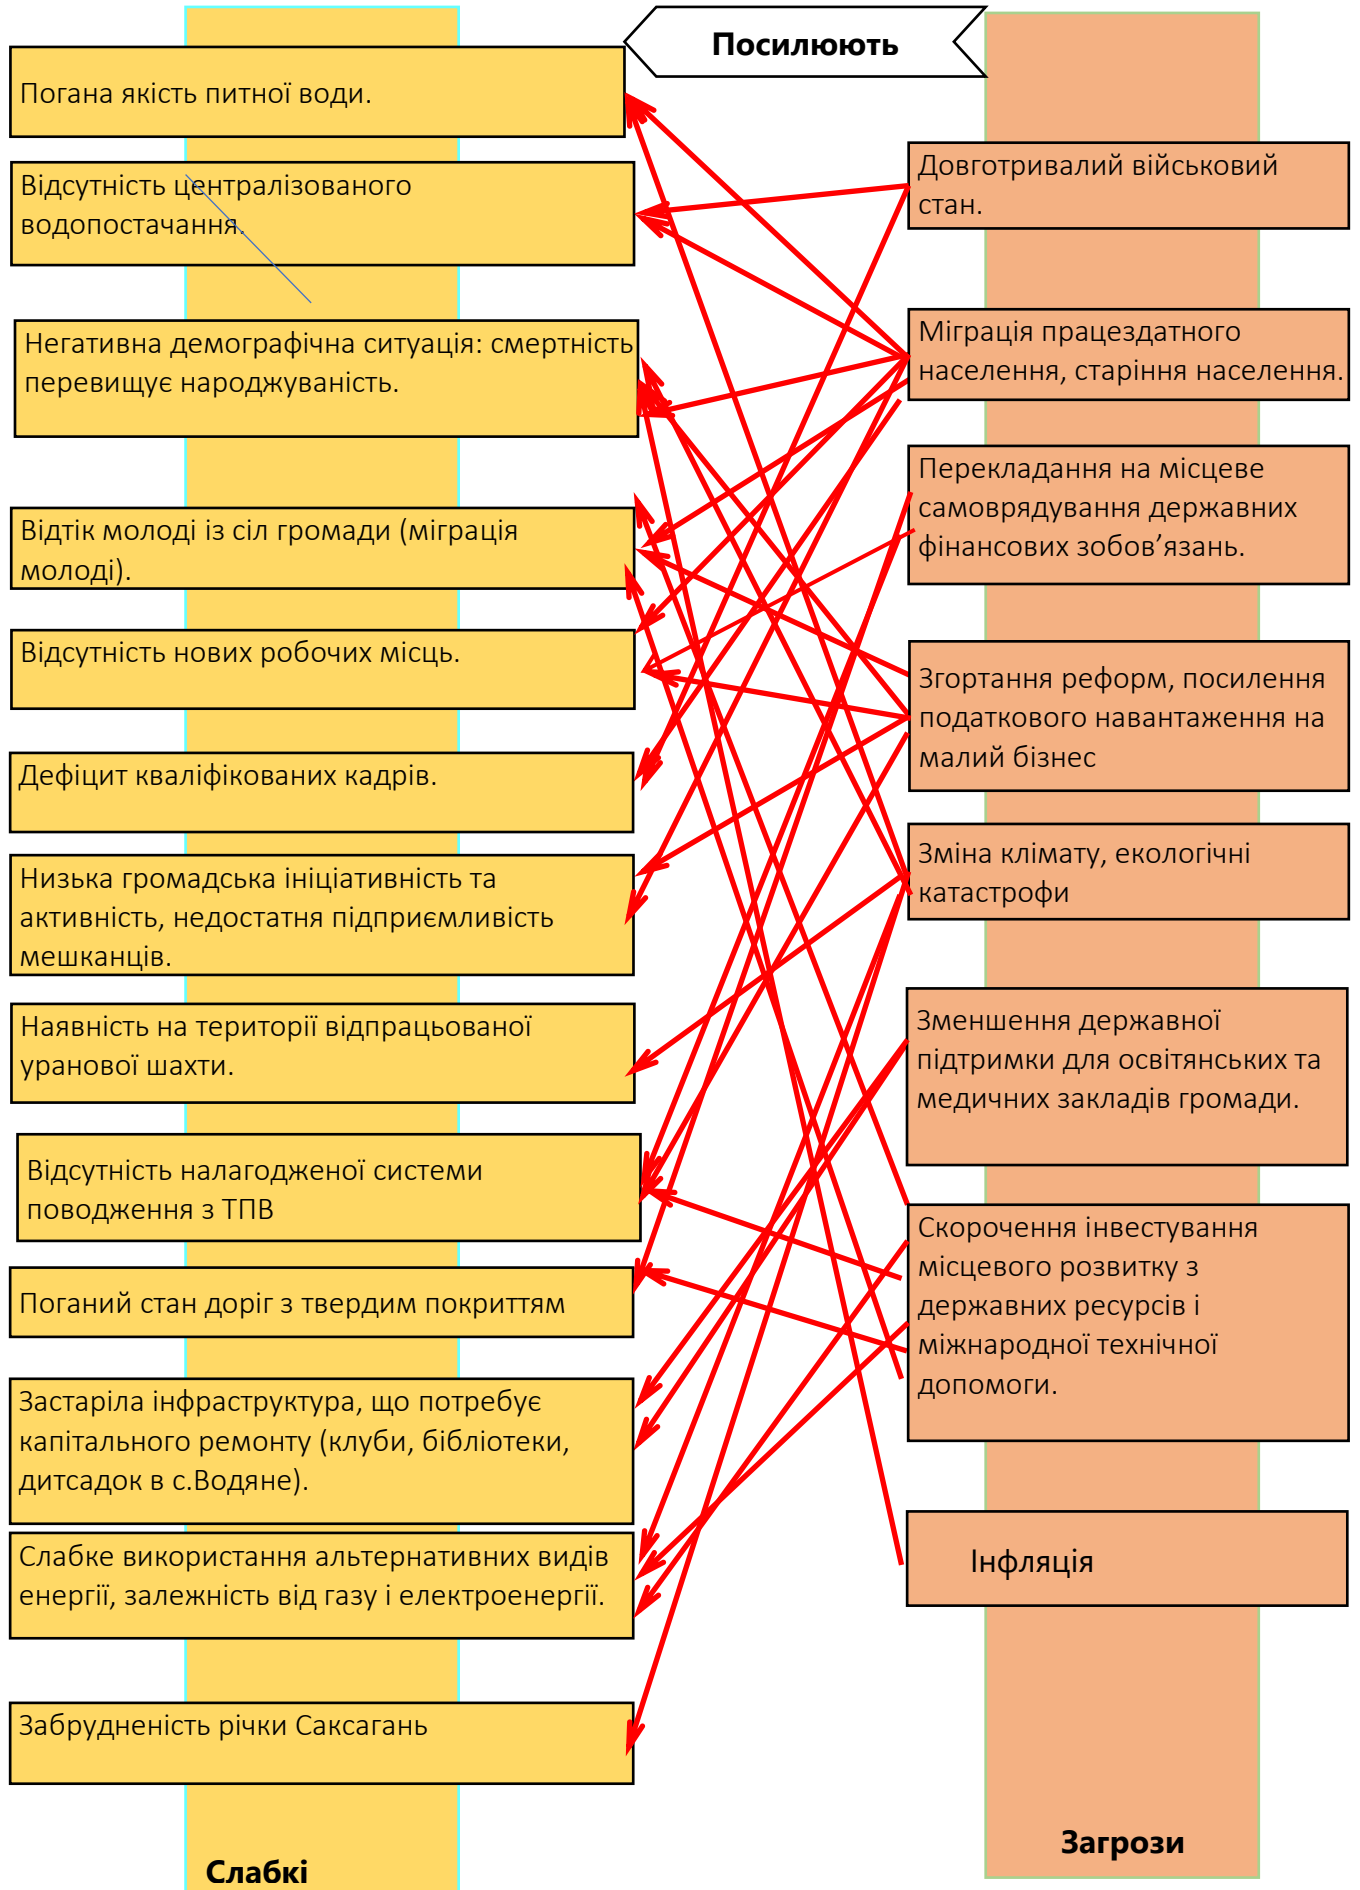 Посилюють
Погана якість питної води.
Відсутність централізованого
водопостачання.
Негативна демографічна ситуація: смертність
перевищує народжуваність.
Відтік молоді із сіл громади (міграція
молоді).
Відсутність нових робочих місць.
Дефіцит кваліфікованих кадрів.
Низька громадська ініціативність та
активність, недостатня підприємливість
мешканців.
Наявність на території відпрацьованої
уранової шахти.
Відсутність налагодженої системи
поводження з ТПВ
Поганий стан доріг з твердим покриттям
Застаріла інфраструктура, що потребує
капітального ремонту (клуби, бібліотеки,
дитсадок в с.Водяне).
Слабке використання альтернативних видів
енергії, залежність від газу і електроенергії.
Забрудненість річки Саксагань
Слабкі
Довготривалий військовий
стан.
Міграція працездатного
населення, старіння населення.
Перекладання на місцеве
самоврядування державних
фінансових зобов’язань.
Згортання реформ, посилення
податкового навантаження на
малий бізнес
Зміна клімату, екологічні
катастрофи
Зменшення державної
підтримки для освітянських та
медичних закладів громади.
Скорочення інвестування
місцевого розвитку з
державних ресурсів і
міжнародної технічної
допомоги.
Інфляція
Загрози